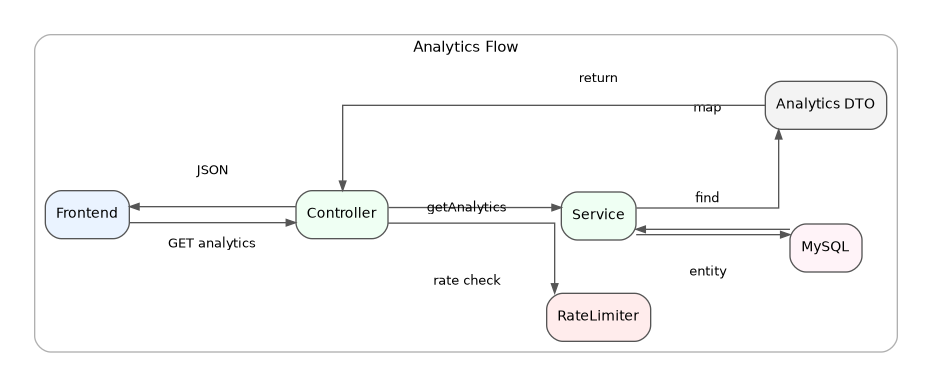 Analytics Flow
return
map
Analytics DTO
JSON
Frontend
Controller
getAnalytics
Service
find
GET analytics
MySQL
rate check
entity
RateLimiter